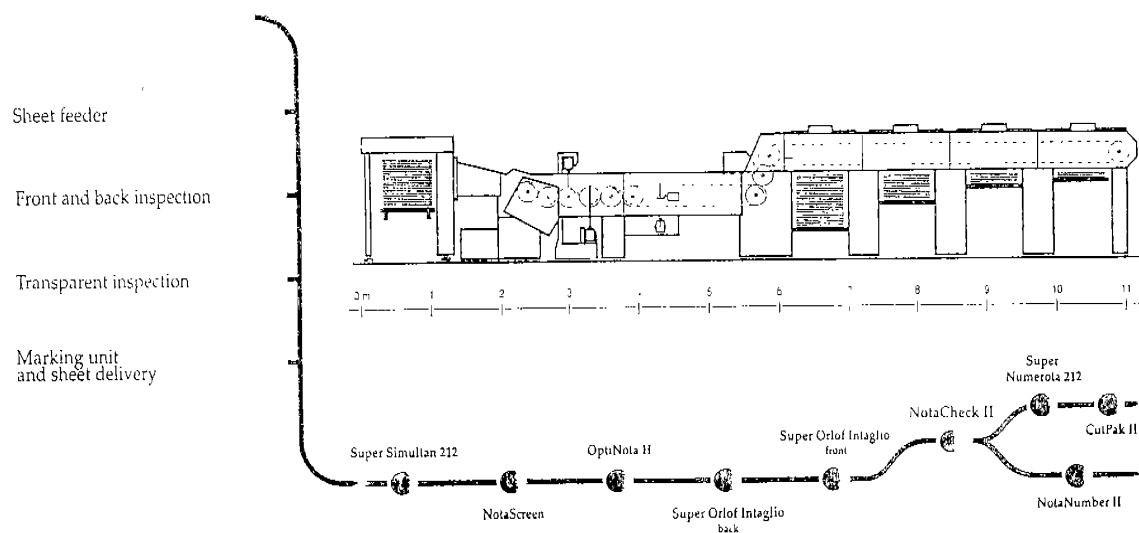 Sheet feeder
Front and back inspection
Transparent inspection
Marking unit
and sheet delivery
0 m 1 2 3 4 5 6 7 8 9 10 11
Super Simultan 212
NotaScreen
OptiNota H
Super Orlof Intaglio
back
Super Orlof Intaglio
front
NotaCheck II
Super
Numerota 212
CutPak II
NotaNumber II